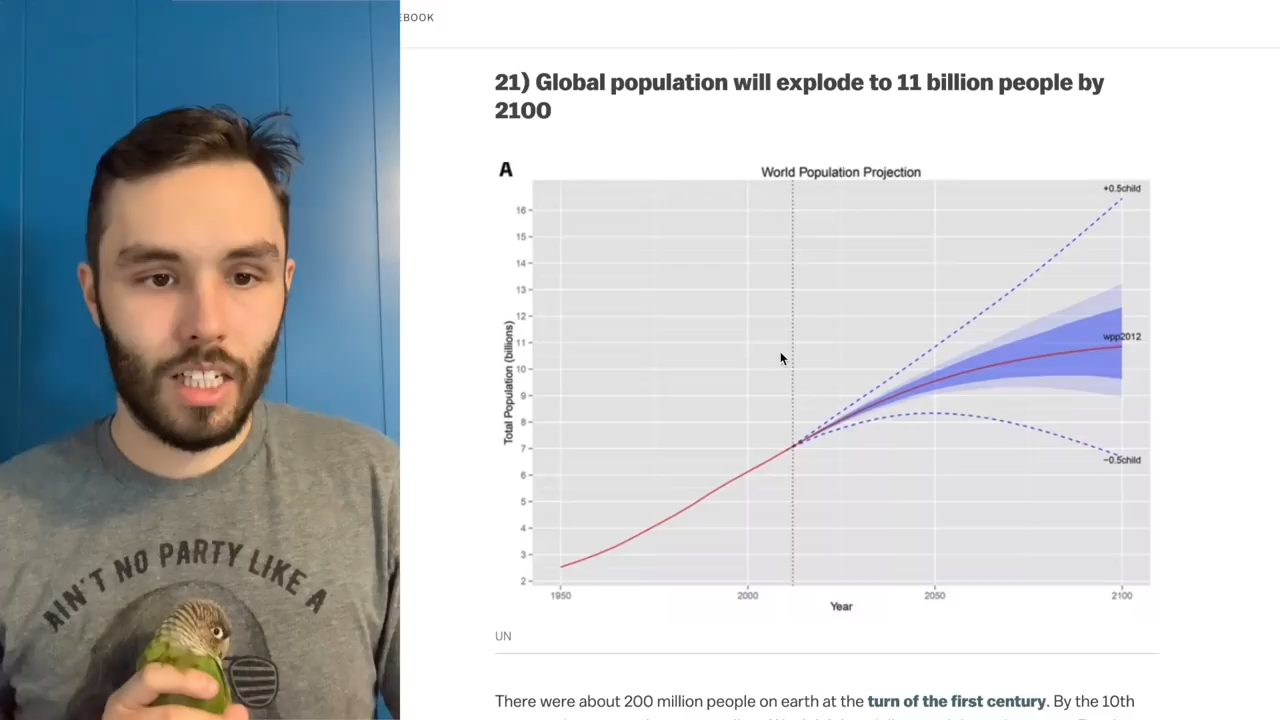 EBOOK
21) Global population will explode to 11 billion people by
2100
A
World Population Projection
+0.5child
16
15
14
13
12
wpp2012
11
10
9
8
7
−0.5child
6
5
4
3
2
Total Population (billions)
1950
2000
2050
2100
Year
UN
There were about 200 million people on earth at the turn of the first century. By the 10th
AIN'T NO PARTY LIKE A